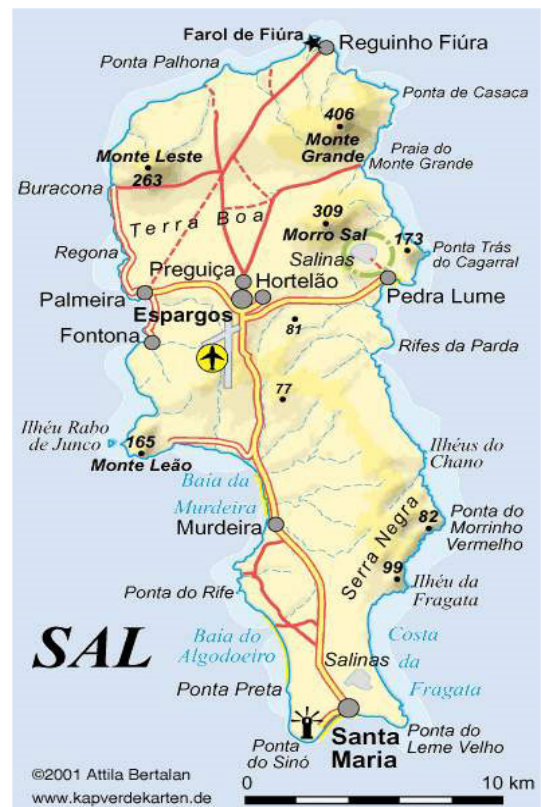 Farol de Fiúra
Reguinho Fiúra
Ponta Palhona
Ponta de Casaca
406
Monte
Grande
Monte Leste
263
Praia do
Monte Grande
Buracona
Terra Boa
309
Morro Sal
Regona
Salinas
173
Ponta Trás
do Cagarral
Preguiça
Hortelão
Palmeira
Pedra Lume
Espargos
81
Fontona
Rifes da Parda
77
Ilhéu Rabo
de Junco
165
Monte Leão
Ilhéus do
Chano
Baia da
Murdeira
82
Ponta do
Morrinho
Vermelho
Murdeira
Serra Negra
99
Ilhéu da
Fragata
Ponta do Rife
SAL
Baia do
Algodoeiro
Costa
da
Fragata
Salinas
Ponta Preta
Santa
Maria
Ponta do
Leme Velho
Ponta
do Sinó
©2001 Attila Bertalan
www.kapverdekarten.de
0
10 km